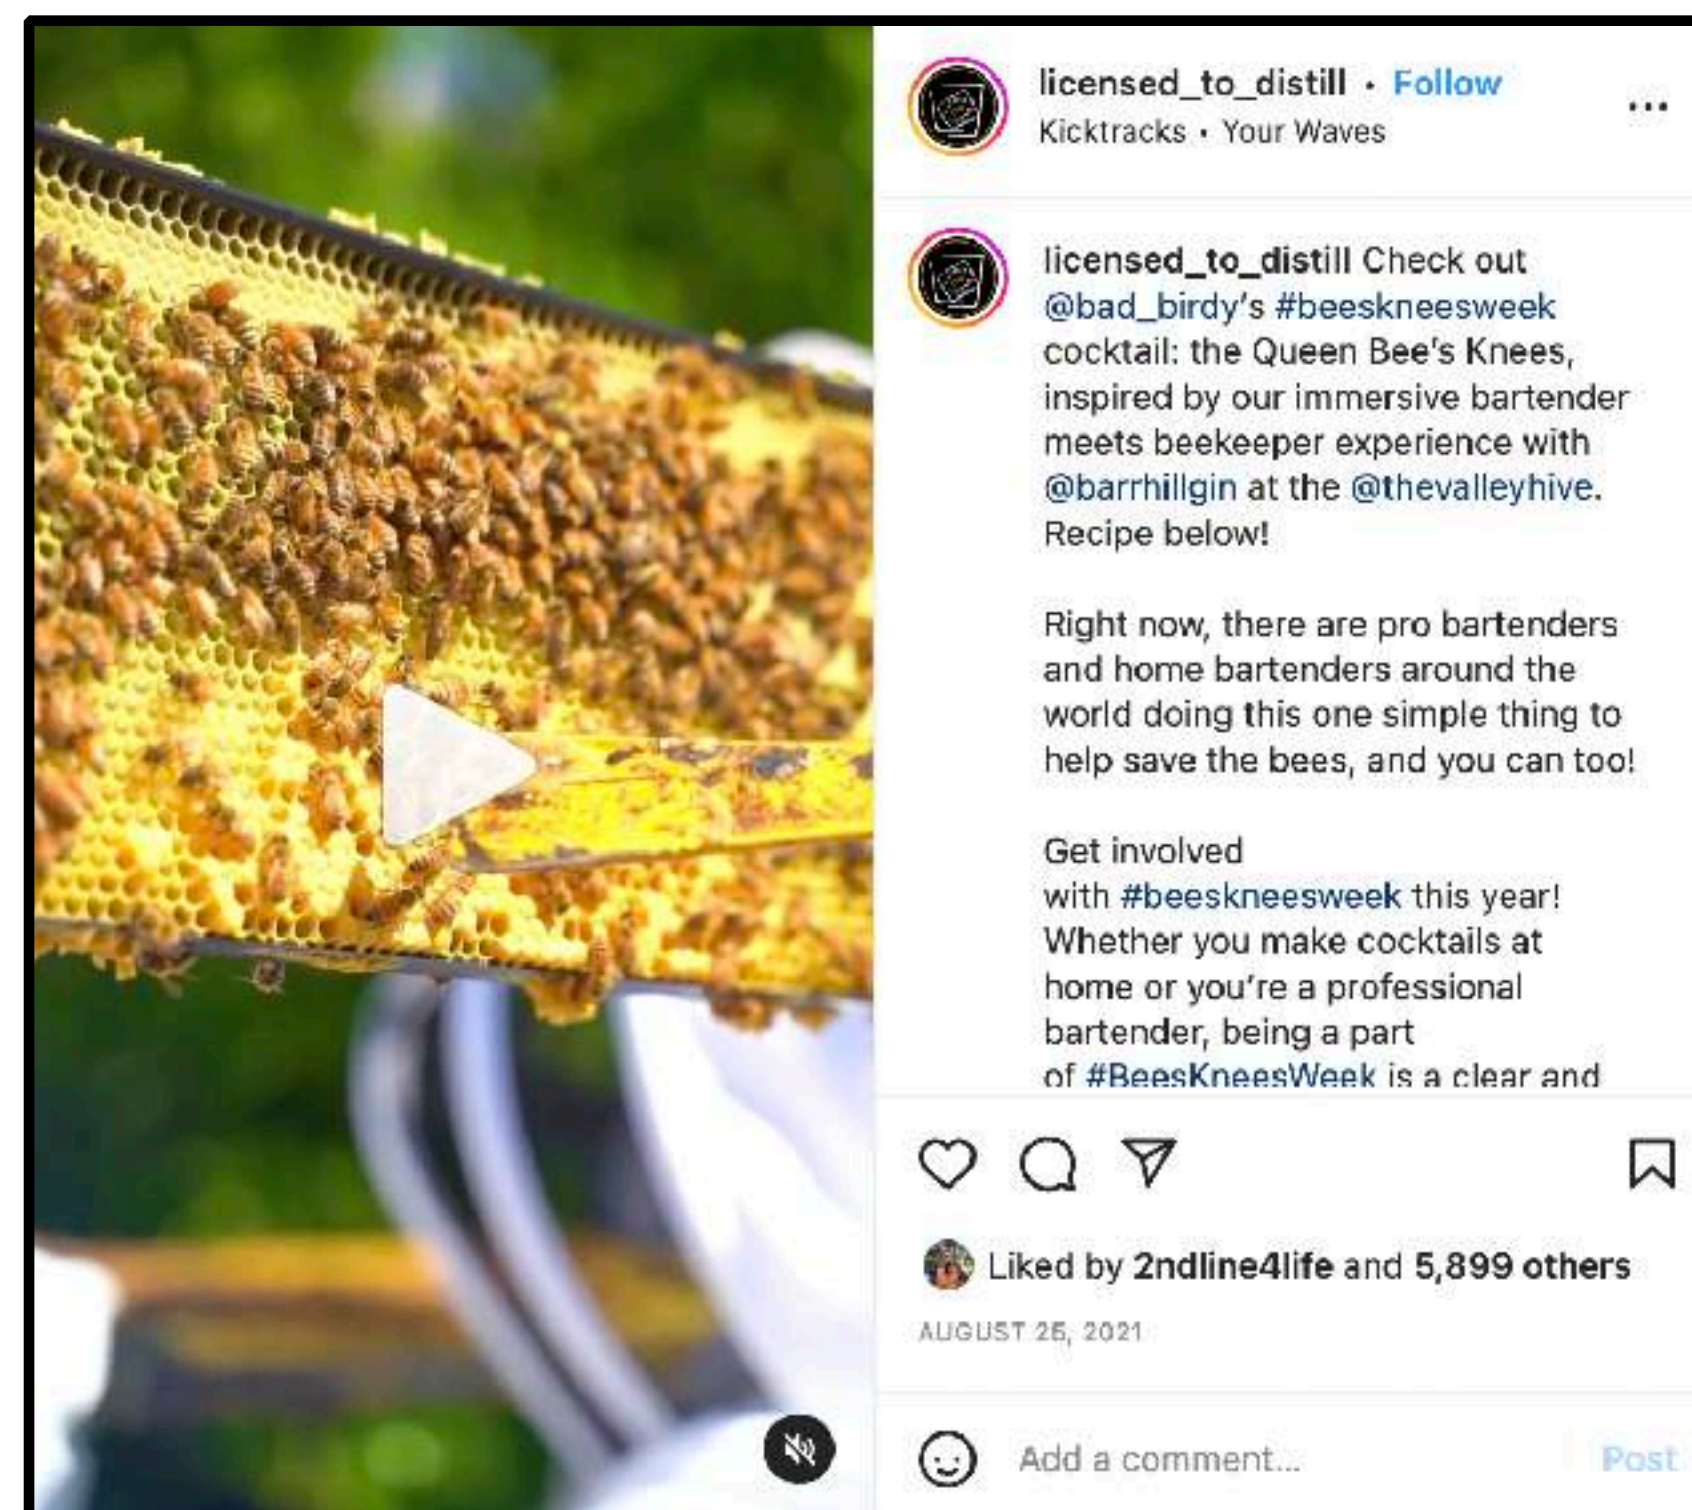 licensed_to_distill • Follow
Kicktracks • Your Waves
licensed_to_distill Check out
@bad_birdy's #beeskneesweek
cocktail: the Queen Bee's Knees,
inspired by our immersive bartender
meets beekeeper experience with
@barrhillgin at the @thevalleyhive.
Recipe below!
Right now, there are pro bartenders
and home bartenders around the
world doing this one simple thing to
help save the bees, and you can too!
Get involved
with #beeskneesweek this year!
Whether you make cocktails at
home or you're a professional
bartender, being a part
of #BeesKneesWeek is a clear and
Liked by 2ndline4life and 5,899 others
AUGUST 25, 2021
Add a comment...
Post